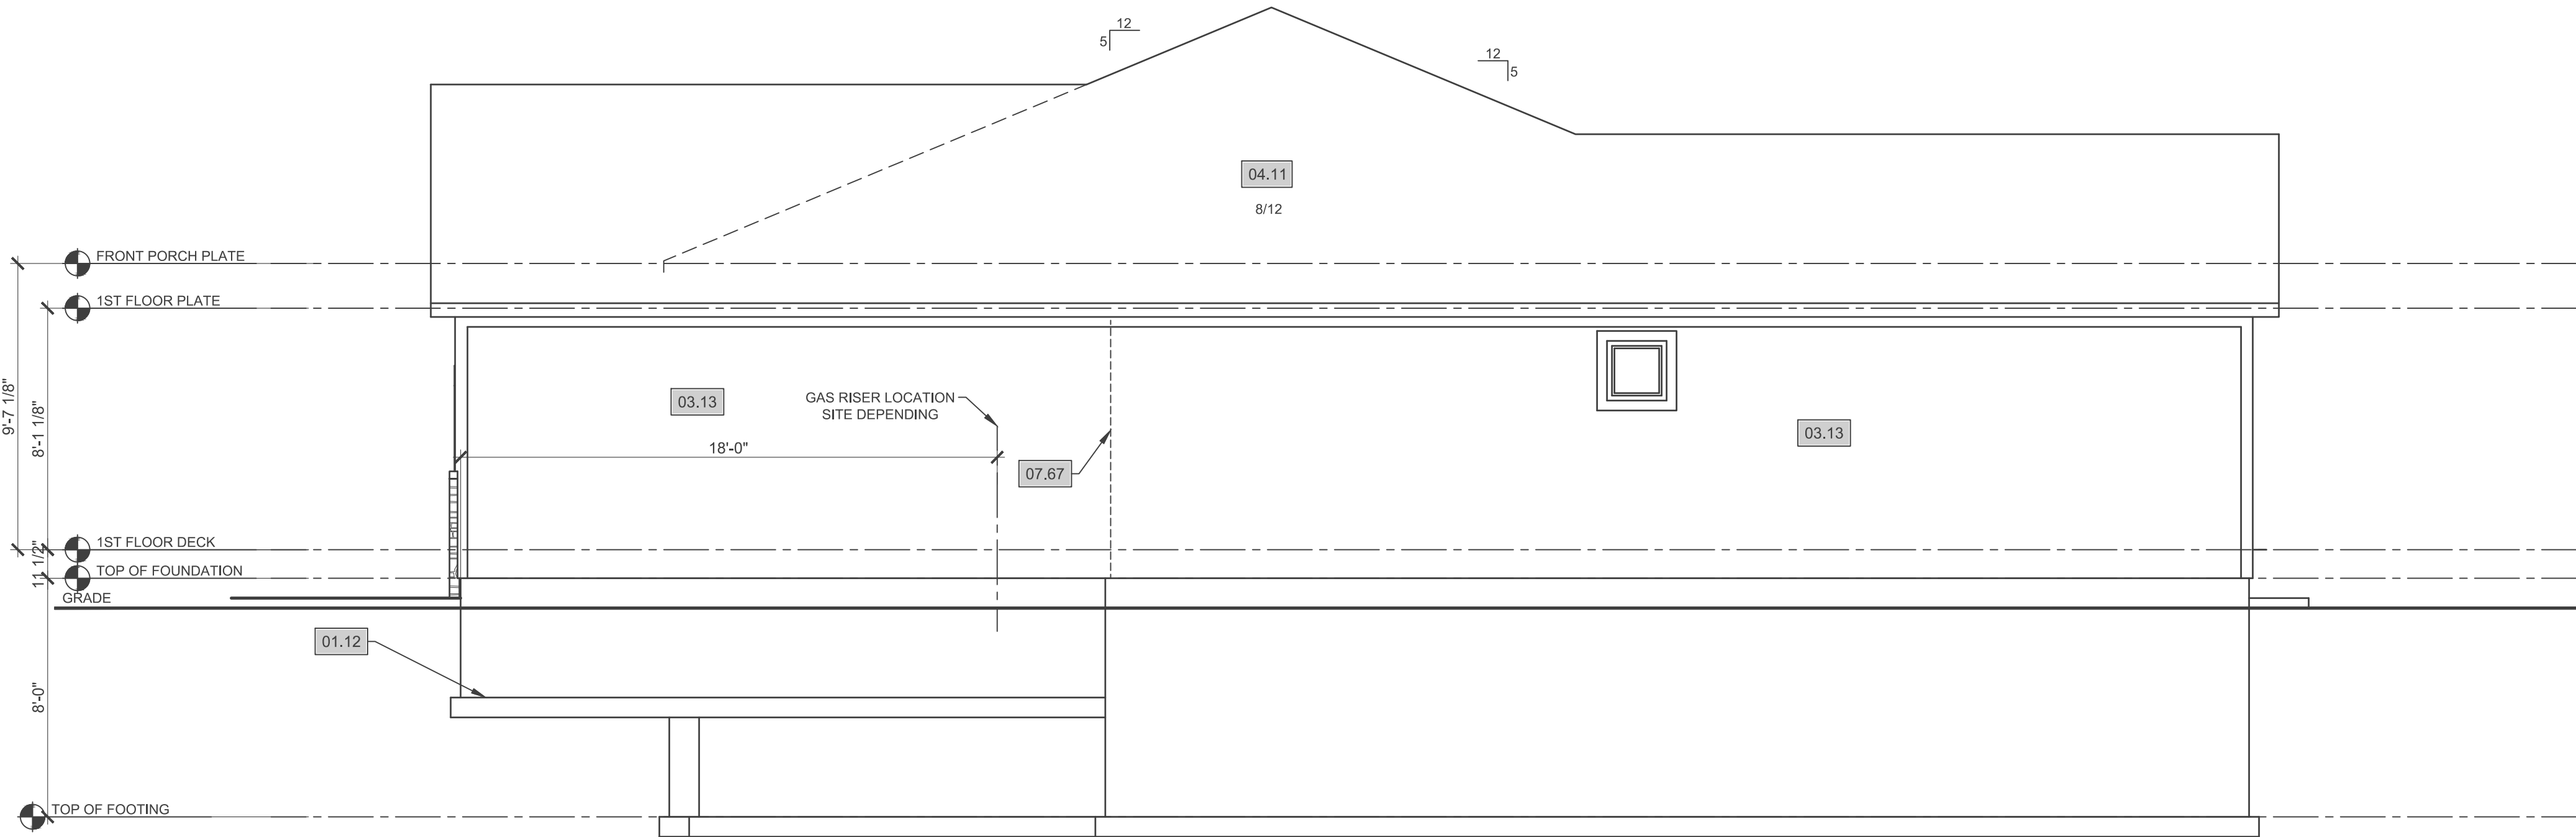 12
5
12
5
04.11
8/12
FRONT PORCH PLATE
1ST FLOOR PLATE
9'-7 1/8"
8'-1 1/8"
03.13
GAS RISER LOCATION
SITE DEPENDING
03.13
18'-0"
07.67
1ST FLOOR DECK
11 1/2"
TOP OF FOUNDATION
GRADE
01.12
8'-0"
TOP OF FOOTING